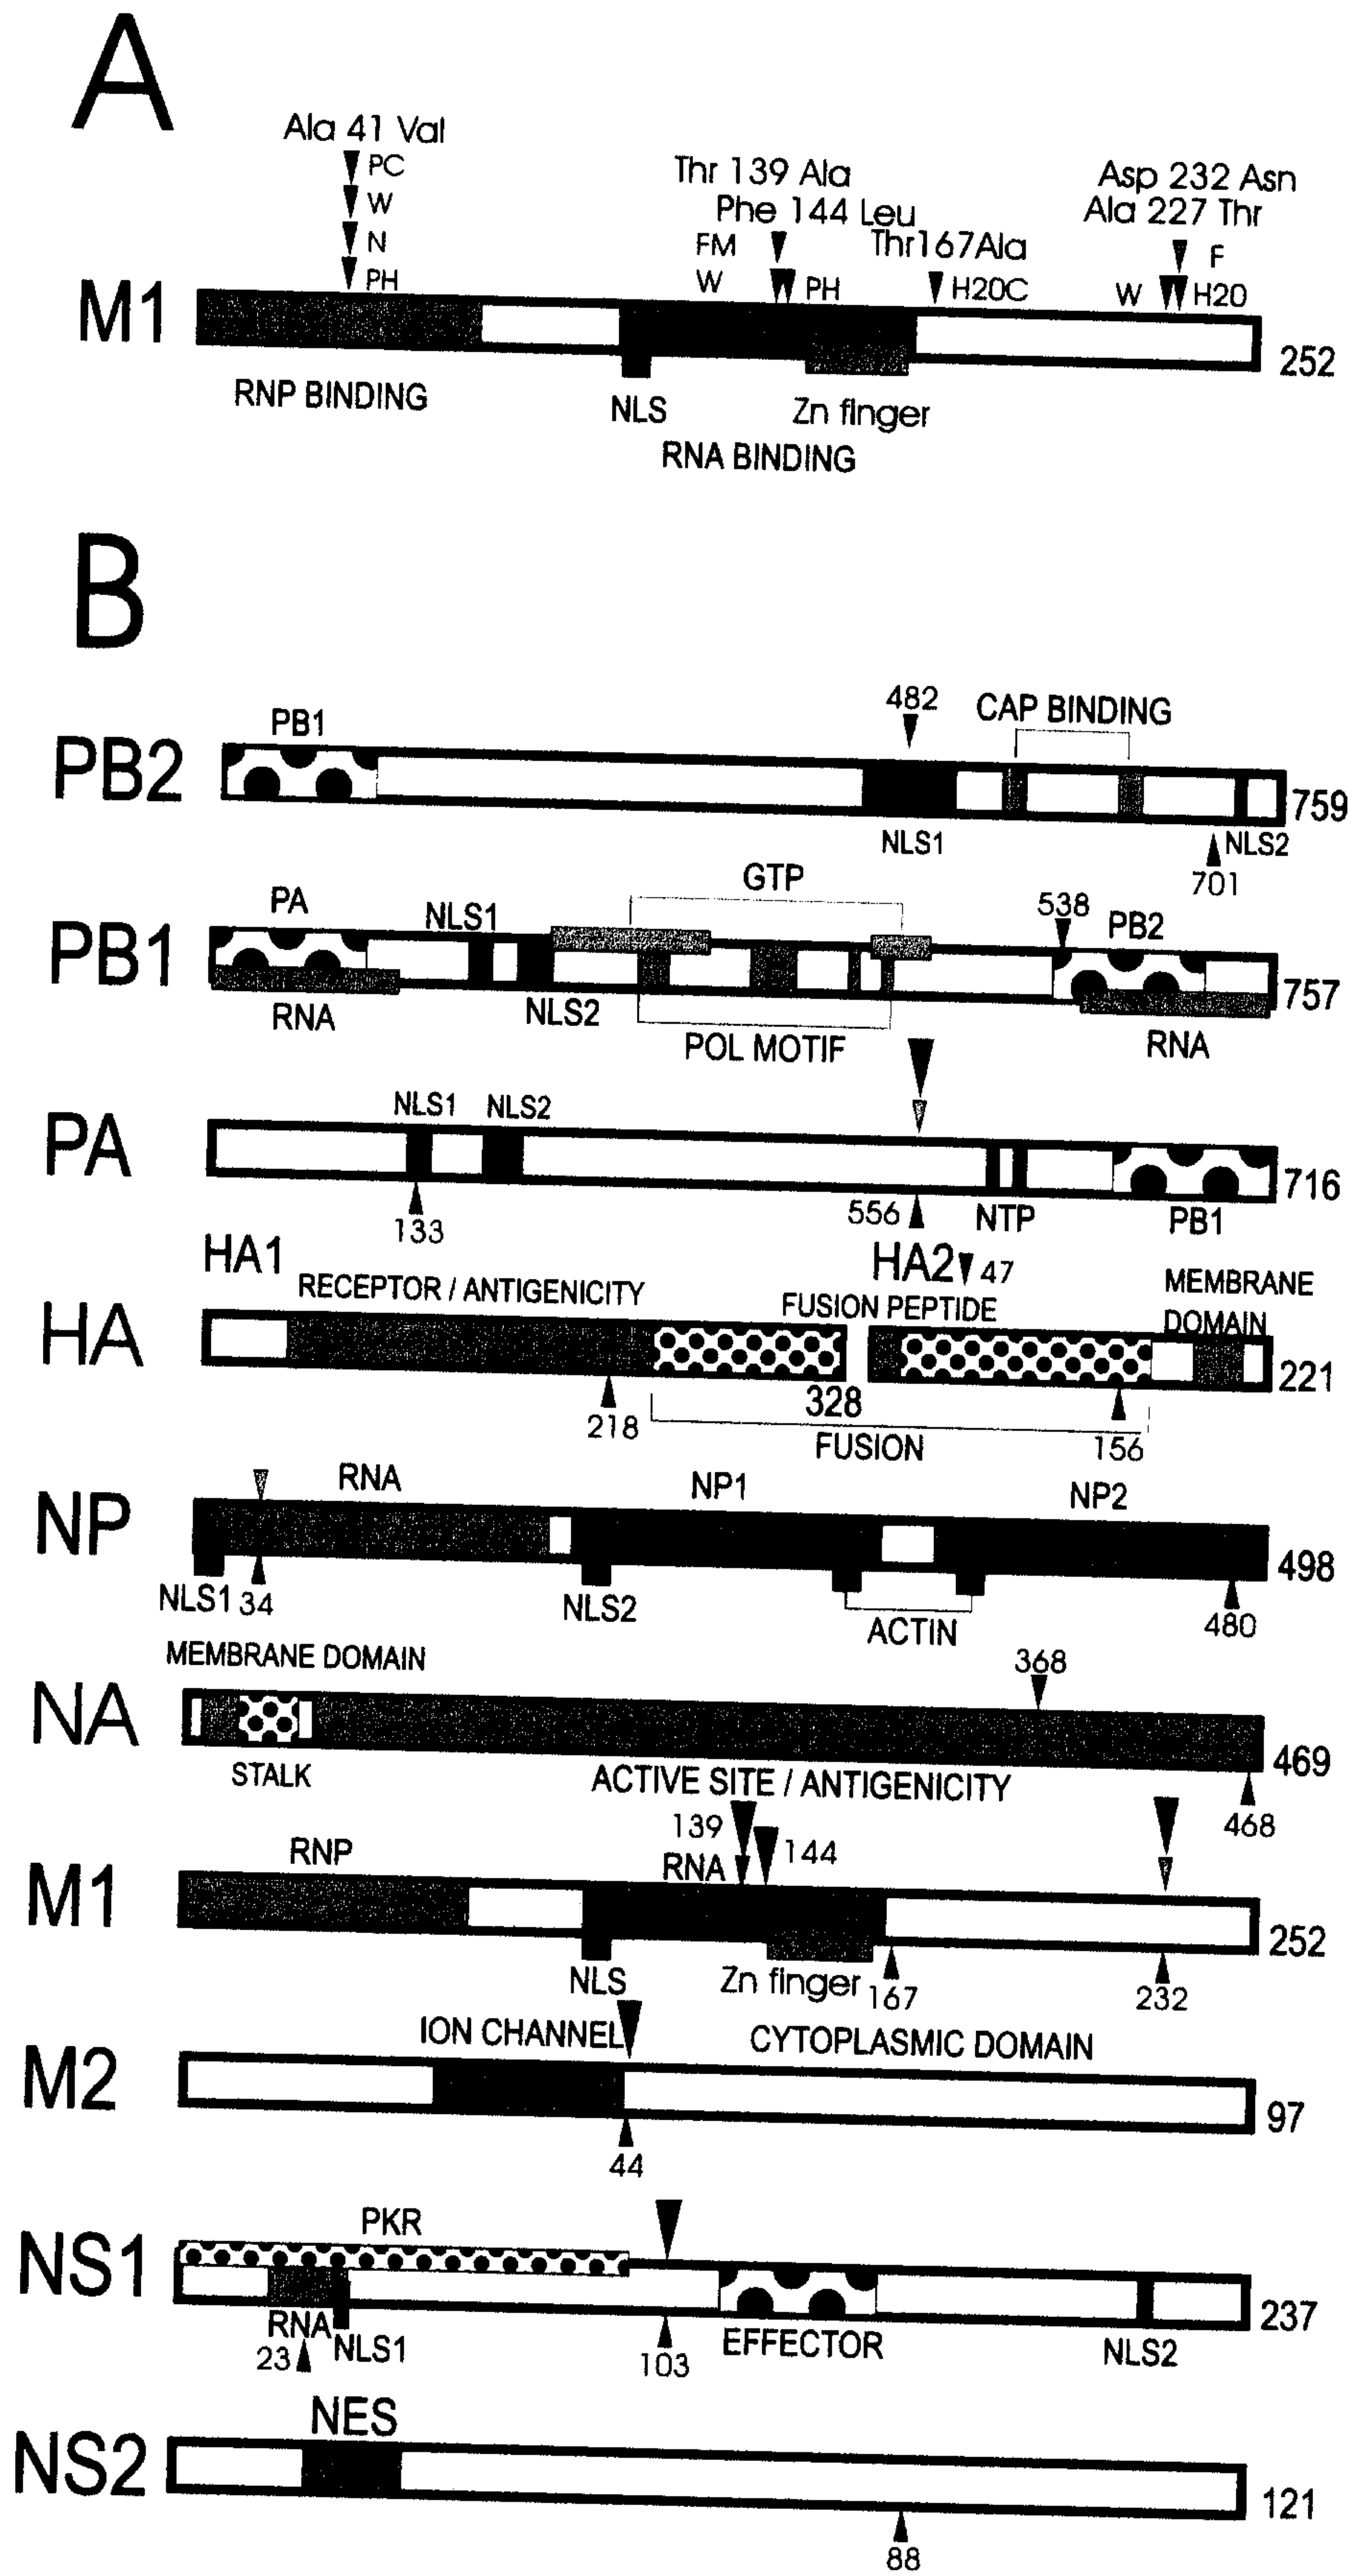 A
Ala 41 Val
PC
W
N
PH
Thr 139 Ala
Phe 144 Leu
FM
W
PH
Thr167Ala
H20C
Asp 232 Asn
Ala 227 Thr
F
W
H20
M1
252
RNP BINDING
NLS
Zn finger
RNA BINDING
B
482
CAP BINDING
PB1
PB2
759
NLS1
NLS2
701
GTP
PA
NLS1
538
PB2
PB1
757
RNA
NLS2
POL MOTIF
RNA
NLS1
NLS2
PA
716
133
556
NTP
PB1
HA1
HA2
47
MEMBRANE
DOMAIN
RECEPTOR / ANTIGENICITY
FUSION PEPTIDE
HA
221
328
218
FUSION
156
RNA
NP1
NP2
NP
498
NLS1
34
NLS2
ACTIN
480
MEMBRANE DOMAIN
368
NA
469
STALK
ACTIVE SITE / ANTIGENICITY
468
139
144
RNP
RNA
M1
252
NLS
Zn finger
167
232
ION CHANNEL
CYTOPLASMIC DOMAIN
M2
97
44
PKR
NS1
237
RNA
NLS1
23
103
EFFECTOR
NLS2
NES
NS2
121
88